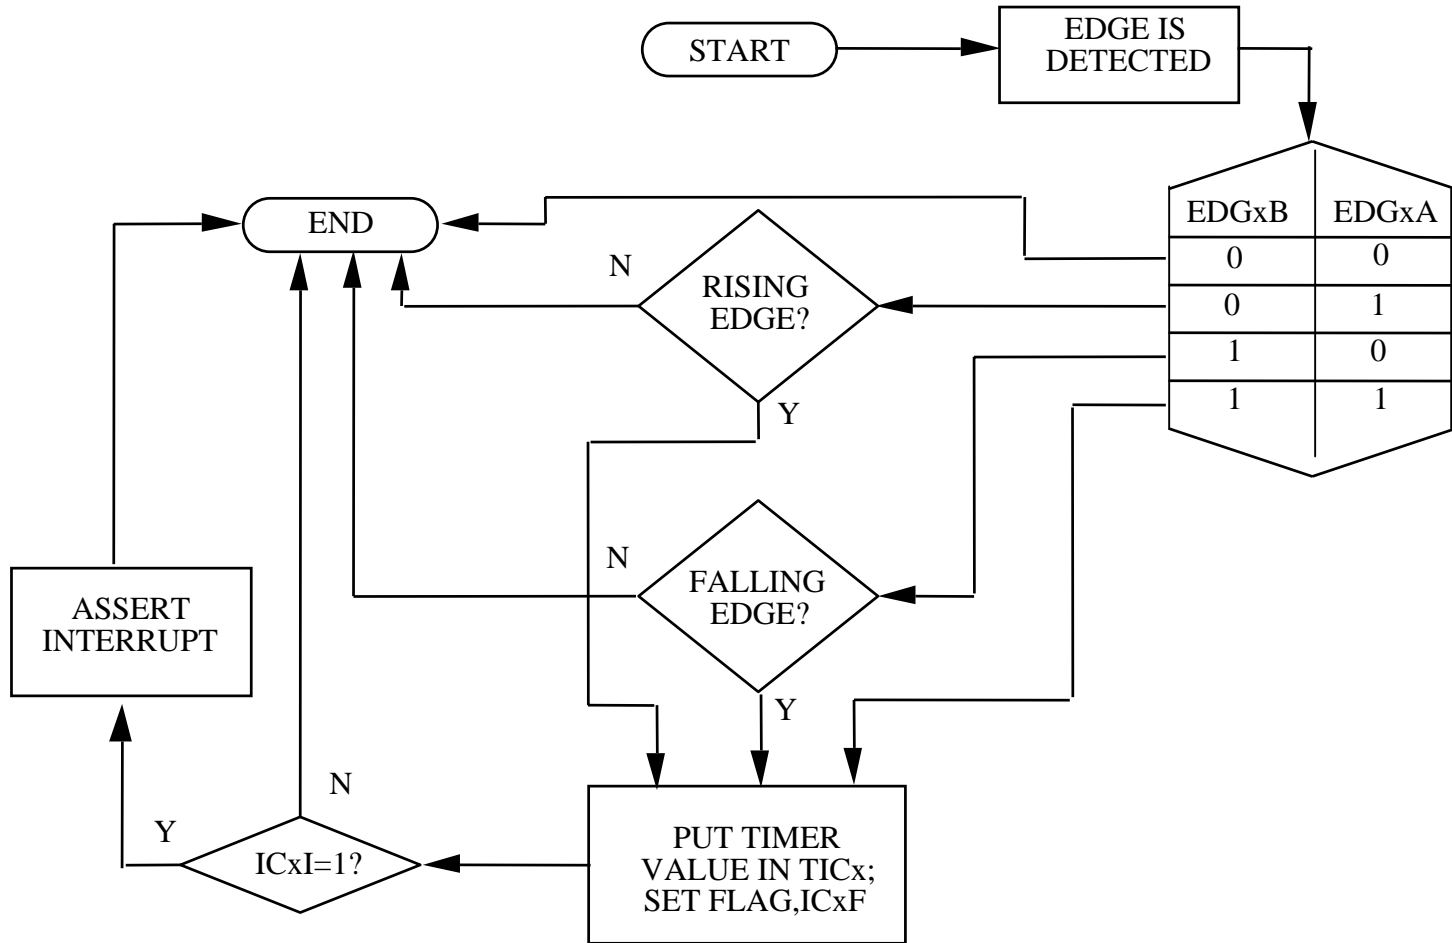 START
EDGE IS
DETECTED
EDGxB EDGxA
0 0
0 1
1 0
1 1
END
N
RISING
EDGE?
Y
N
FALLING
EDGE?
Y
ASSERT
INTERRUPT
N
Y
ICxI=1?
PUT TIMER
VALUE IN TICx;
SET FLAG,ICxF